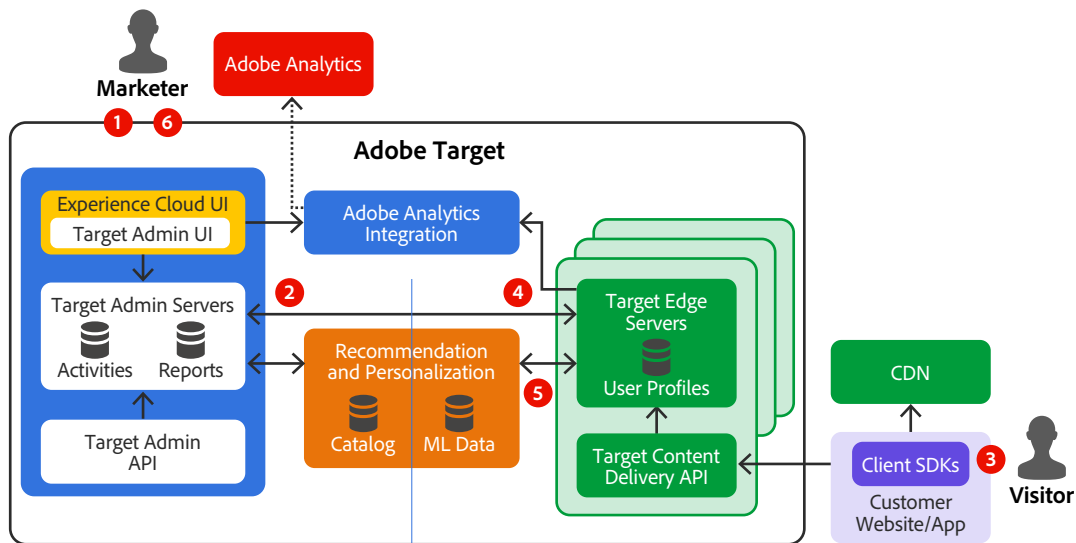 Marketer
Adobe Analytics
1
6
Adobe Target
Experience Cloud UI
Target Admin UI
Adobe Analytics
Integration
2
4
Target Admin Servers
Activities
Reports
Target Edge
Servers
User Profiles
Recommendation
and Personalization
Catalog
ML Data
5
CDN
Target Admin
API
Target Content
Delivery API
Client SDKs
3
Customer
Website/App
Visitor